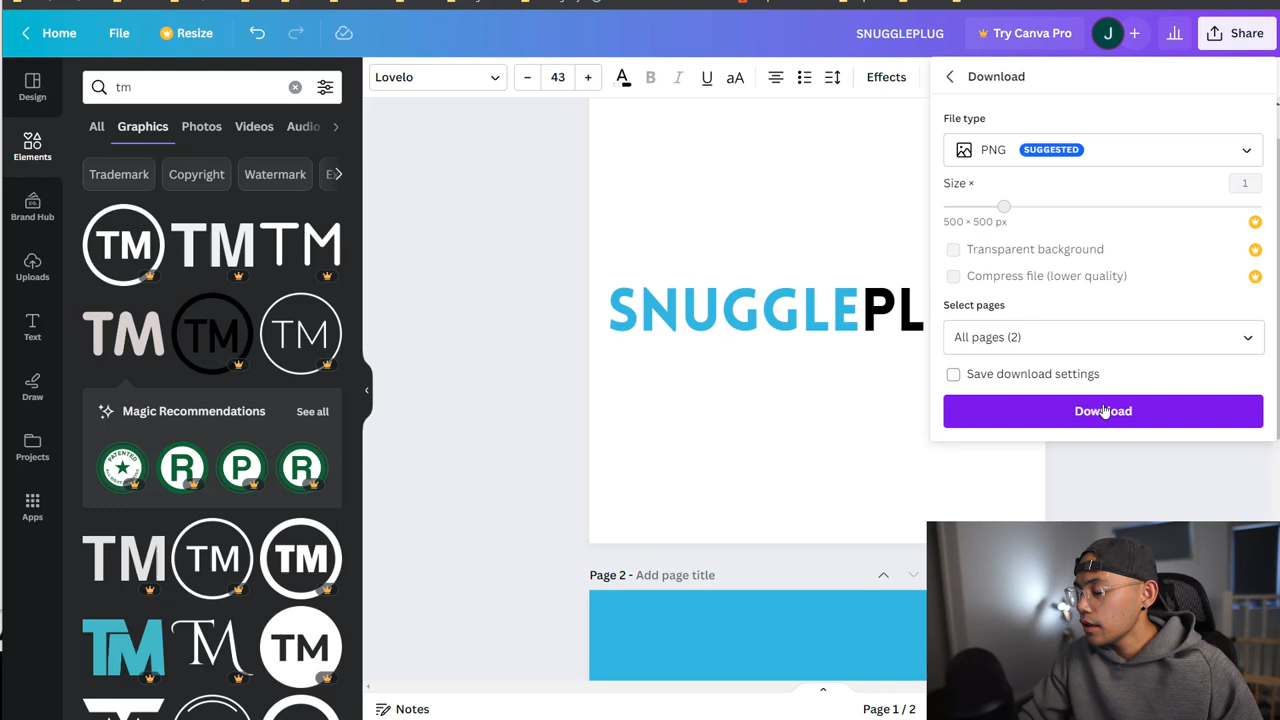 Home File Resize SNUGGLEPLUG Try Canva Pro J + Share
Lovelo - 43 + A B I U aA Effects
Download
File type
PNG SUGGESTED
Size × 1
500 × 500 px
Transparent background
Compress file (lower quality)
Select pages
All pages (2)
Save download settings
Download
Design
Elements
Brand Hub
Uploads
Text
Draw
Projects
Apps
tm
All Graphics Photos Videos Audio
Trademark Copyright Watermark
TM TM TM
TM TM TM
Magic Recommendations See all
PATENTED R P R
TM TM TM
TM TM TM
SNUGGLEPL
Page 2 - Add page title
Notes Page 1 / 2